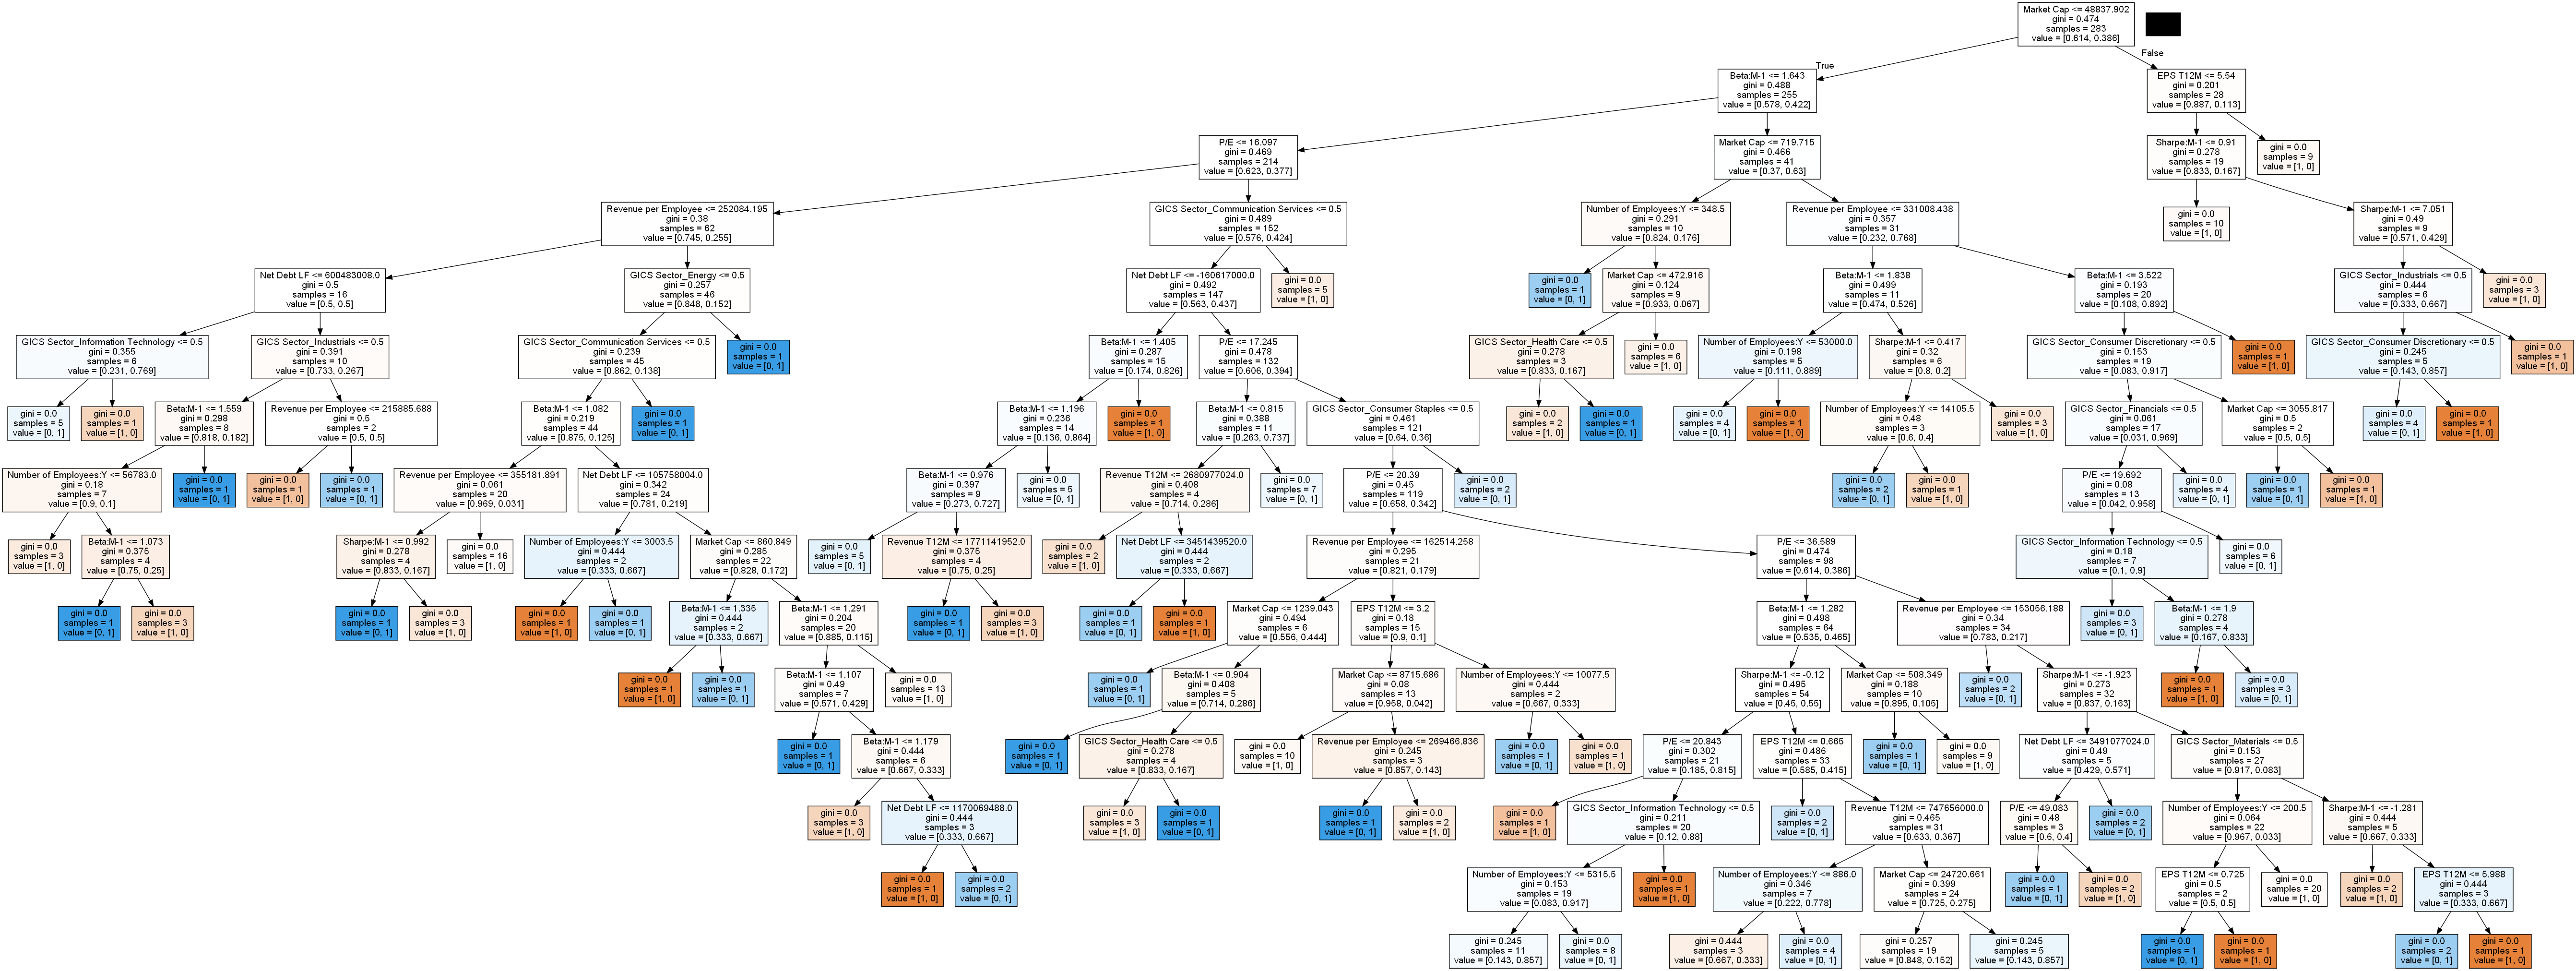 Market Cap <= 48837.902
gini = 0.474
samples = 283
value = [0.614, 0.386]
True
False
Beta:M-1 <= 1.643
gini = 0.488
samples = 255
value = [0.578, 0.422]
EPS T12M <= 5.54
gini = 0.201
samples = 28
value = [0.887, 0.113]
P/E <= 16.097
gini = 0.469
samples = 214
value = [0.623, 0.377]
Market Cap <= 719.715
gini = 0.466
samples = 41
value = [0.37, 0.63]
Sharpe:M-1 <= 0.91
gini = 0.278
samples = 19
value = [0.833, 0.167]
gini = 0.0
samples = 9
value = [1, 0]
Revenue per Employee <= 252084.195
gini = 0.38
samples = 62
value = [0.745, 0.255]
GICS Sector_Communication Services <= 0.5
gini = 0.489
samples = 152
value = [0.576, 0.424]
Number of Employees:Y <= 348.5
gini = 0.291
samples = 10
value = [0.824, 0.176]
Revenue per Employee <= 331008.438
gini = 0.357
samples = 31
value = [0.232, 0.768]
gini = 0.0
samples = 10
value = [1, 0]
Sharpe:M-1 <= 7.051
gini = 0.49
samples = 9
value = [0.571, 0.429]
Net Debt LF <= 600483008.0
gini = 0.5
samples = 16
value = [0.5, 0.5]
GICS Sector_Energy <= 0.5
gini = 0.257
samples = 46
value = [0.848, 0.152]
Net Debt LF <= -160617000.0
gini = 0.492
samples = 147
value = [0.563, 0.437]
gini = 0.0
samples = 5
value = [1, 0]
gini = 0.0
samples = 1
value = [0, 1]
Market Cap <= 472.916
gini = 0.124
samples = 9
value = [0.933, 0.067]
Beta:M-1 <= 1.838
gini = 0.499
samples = 11
value = [0.474, 0.526]
Beta:M-1 <= 3.522
gini = 0.193
samples = 20
value = [0.108, 0.892]
GICS Sector_Industrials <= 0.5
gini = 0.444
samples = 6
value = [0.333, 0.667]
gini = 0.0
samples = 3
value = [1, 0]
GICS Sector_Information Technology <= 0.5
gini = 0.355
samples = 6
value = [0.231, 0.769]
GICS Sector_Industrials <= 0.5
gini = 0.391
samples = 10
value = [0.733, 0.267]
GICS Sector_Communication Services <= 0.5
gini = 0.239
samples = 45
value = [0.862, 0.138]
gini = 0.0
samples = 1
value = [0, 1]
Beta:M-1 <= 1.405
gini = 0.287
samples = 15
value = [0.174, 0.826]
P/E <= 17.245
gini = 0.478
samples = 132
value = [0.606, 0.394]
GICS Sector_Health Care <= 0.5
gini = 0.278
samples = 3
value = [0.833, 0.167]
gini = 0.0
samples = 6
value = [1, 0]
Number of Employees:Y <= 53000.0
gini = 0.198
samples = 5
value = [0.111, 0.889]
Sharpe:M-1 <= 0.417
gini = 0.32
samples = 6
value = [0.8, 0.2]
GICS Sector_Consumer Discretionary <= 0.5
gini = 0.153
samples = 19
value = [0.083, 0.917]
gini = 0.0
samples = 1
value = [1, 0]
GICS Sector_Consumer Discretionary <= 0.5
gini = 0.245
samples = 5
value = [0.143, 0.857]
gini = 0.0
samples = 1
value = [1, 0]
gini = 0.0
samples = 5
value = [0, 1]
gini = 0.0
samples = 1
value = [1, 0]
Beta:M-1 <= 1.559
gini = 0.298
samples = 8
value = [0.818, 0.182]
Revenue per Employee <= 215885.688
gini = 0.5
samples = 2
value = [0.5, 0.5]
Beta:M-1 <= 1.082
gini = 0.219
samples = 44
value = [0.875, 0.125]
gini = 0.0
samples = 1
value = [0, 1]
Beta:M-1 <= 1.196
gini = 0.236
samples = 14
value = [0.136, 0.864]
gini = 0.0
samples = 1
value = [1, 0]
Beta:M-1 <= 0.815
gini = 0.388
samples = 11
value = [0.263, 0.737]
GICS Sector_Consumer Staples <= 0.5
gini = 0.461
samples = 121
value = [0.64, 0.36]
gini = 0.0
samples = 2
value = [1, 0]
gini = 0.0
samples = 1
value = [0, 1]
gini = 0.0
samples = 4
value = [0, 1]
gini = 0.0
samples = 1
value = [1, 0]
Number of Employees:Y <= 14105.5
gini = 0.48
samples = 3
value = [0.6, 0.4]
gini = 0.0
samples = 3
value = [1, 0]
GICS Sector_Financials <= 0.5
gini = 0.061
samples = 17
value = [0.031, 0.969]
Market Cap <= 3055.817
gini = 0.5
samples = 2
value = [0.5, 0.5]
gini = 0.0
samples = 4
value = [0, 1]
gini = 0.0
samples = 1
value = [1, 0]
Number of Employees:Y <= 56783.0
gini = 0.18
samples = 7
value = [0.9, 0.1]
gini = 0.0
samples = 1
value = [0, 1]
gini = 0.0
samples = 1
value = [1, 0]
gini = 0.0
samples = 1
value = [0, 1]
Revenue per Employee <= 355181.891
gini = 0.061
samples = 20
value = [0.969, 0.031]
Net Debt LF <= 105758004.0
gini = 0.342
samples = 24
value = [0.781, 0.219]
Beta:M-1 <= 0.976
gini = 0.397
samples = 9
value = [0.273, 0.727]
gini = 0.0
samples = 5
value = [0, 1]
Revenue T12M <= 2680977024.0
gini = 0.408
samples = 4
value = [0.714, 0.286]
gini = 0.0
samples = 7
value = [0, 1]
P/E <= 20.39
gini = 0.45
samples = 119
value = [0.658, 0.342]
gini = 0.0
samples = 2
value = [0, 1]
gini = 0.0
samples = 2
value = [0, 1]
gini = 0.0
samples = 1
value = [1, 0]
P/E <= 19.692
gini = 0.08
samples = 13
value = [0.042, 0.958]
gini = 0.0
samples = 4
value = [0, 1]
gini = 0.0
samples = 1
value = [0, 1]
gini = 0.0
samples = 1
value = [1, 0]
gini = 0.0
samples = 3
value = [1, 0]
Beta:M-1 <= 1.073
gini = 0.375
samples = 4
value = [0.75, 0.25]
Sharpe:M-1 <= 0.992
gini = 0.278
samples = 4
value = [0.833, 0.167]
gini = 0.0
samples = 16
value = [1, 0]
Number of Employees:Y <= 3003.5
gini = 0.444
samples = 2
value = [0.333, 0.667]
Market Cap <= 860.849
gini = 0.285
samples = 22
value = [0.828, 0.172]
gini = 0.0
samples = 5
value = [0, 1]
Revenue T12M <= 1771141952.0
gini = 0.375
samples = 4
value = [0.75, 0.25]
gini = 0.0
samples = 2
value = [1, 0]
Net Debt LF <= 3451439520.0
gini = 0.444
samples = 2
value = [0.333, 0.667]
Revenue per Employee <= 162514.258
gini = 0.295
samples = 21
value = [0.821, 0.179]
P/E <= 36.589
gini = 0.474
samples = 98
value = [0.614, 0.386]
GICS Sector_Information Technology <= 0.5
gini = 0.18
samples = 7
value = [0.1, 0.9]
gini = 0.0
samples = 6
value = [0, 1]
gini = 0.0
samples = 1
value = [0, 1]
gini = 0.0
samples = 3
value = [1, 0]
gini = 0.0
samples = 1
value = [0, 1]
gini = 0.0
samples = 3
value = [1, 0]
gini = 0.0
samples = 1
value = [1, 0]
gini = 0.0
samples = 1
value = [0, 1]
Beta:M-1 <= 1.335
gini = 0.444
samples = 2
value = [0.333, 0.667]
Beta:M-1 <= 1.291
gini = 0.204
samples = 20
value = [0.885, 0.115]
gini = 0.0
samples = 1
value = [0, 1]
gini = 0.0
samples = 3
value = [1, 0]
gini = 0.0
samples = 1
value = [0, 1]
gini = 0.0
samples = 1
value = [1, 0]
Market Cap <= 1239.043
gini = 0.494
samples = 6
value = [0.556, 0.444]
EPS T12M <= 3.2
gini = 0.18
samples = 15
value = [0.9, 0.1]
Beta:M-1 <= 1.282
gini = 0.498
samples = 64
value = [0.535, 0.465]
Revenue per Employee <= 153056.188
gini = 0.34
samples = 34
value = [0.783, 0.217]
gini = 0.0
samples = 3
value = [0, 1]
Beta:M-1 <= 1.9
gini = 0.278
samples = 4
value = [0.167, 0.833]
gini = 0.0
samples = 1
value = [1, 0]
gini = 0.0
samples = 1
value = [0, 1]
Beta:M-1 <= 1.107
gini = 0.49
samples = 7
value = [0.571, 0.429]
gini = 0.0
samples = 13
value = [1, 0]
gini = 0.0
samples = 1
value = [0, 1]
Beta:M-1 <= 0.904
gini = 0.408
samples = 5
value = [0.714, 0.286]
Market Cap <= 8715.686
gini = 0.08
samples = 13
value = [0.958, 0.042]
Number of Employees:Y <= 10077.5
gini = 0.444
samples = 2
value = [0.667, 0.333]
Sharpe:M-1 <= -0.12
gini = 0.495
samples = 54
value = [0.45, 0.55]
Market Cap <= 508.349
gini = 0.188
samples = 10
value = [0.895, 0.105]
gini = 0.0
samples = 2
value = [0, 1]
Sharpe:M-1 <= -1.923
gini = 0.273
samples = 32
value = [0.837, 0.163]
gini = 0.0
samples = 1
value = [1, 0]
gini = 0.0
samples = 3
value = [0, 1]
gini = 0.0
samples = 1
value = [0, 1]
Beta:M-1 <= 1.179
gini = 0.444
samples = 6
value = [0.667, 0.333]
gini = 0.0
samples = 1
value = [0, 1]
GICS Sector_Health Care <= 0.5
gini = 0.278
samples = 4
value = [0.833, 0.167]
gini = 0.0
samples = 10
value = [1, 0]
Revenue per Employee <= 269466.836
gini = 0.245
samples = 3
value = [0.857, 0.143]
gini = 0.0
samples = 1
value = [0, 1]
gini = 0.0
samples = 1
value = [1, 0]
P/E <= 20.843
gini = 0.302
samples = 21
value = [0.185, 0.815]
EPS T12M <= 0.665
gini = 0.486
samples = 33
value = [0.585, 0.415]
gini = 0.0
samples = 1
value = [0, 1]
gini = 0.0
samples = 9
value = [1, 0]
Net Debt LF <= 3491077024.0
gini = 0.49
samples = 5
value = [0.429, 0.571]
GICS Sector_Materials <= 0.5
gini = 0.153
samples = 27
value = [0.917, 0.083]
gini = 0.0
samples = 3
value = [1, 0]
Net Debt LF <= 1170069488.0
gini = 0.444
samples = 3
value = [0.333, 0.667]
gini = 0.0
samples = 3
value = [1, 0]
gini = 0.0
samples = 1
value = [0, 1]
gini = 0.0
samples = 1
value = [0, 1]
gini = 0.0
samples = 2
value = [1, 0]
gini = 0.0
samples = 1
value = [1, 0]
GICS Sector_Information Technology <= 0.5
gini = 0.211
samples = 20
value = [0.12, 0.88]
gini = 0.0
samples = 2
value = [0, 1]
Revenue T12M <= 747656000.0
gini = 0.465
samples = 31
value = [0.633, 0.367]
P/E <= 49.083
gini = 0.48
samples = 3
value = [0.6, 0.4]
gini = 0.0
samples = 2
value = [0, 1]
Number of Employees:Y <= 200.5
gini = 0.064
samples = 22
value = [0.967, 0.033]
Sharpe:M-1 <= -1.281
gini = 0.444
samples = 5
value = [0.667, 0.333]
gini = 0.0
samples = 1
value = [1, 0]
gini = 0.0
samples = 2
value = [0, 1]
Number of Employees:Y <= 5315.5
gini = 0.153
samples = 19
value = [0.083, 0.917]
gini = 0.0
samples = 1
value = [1, 0]
Number of Employees:Y <= 886.0
gini = 0.346
samples = 7
value = [0.222, 0.778]
Market Cap <= 24720.661
gini = 0.399
samples = 24
value = [0.725, 0.275]
gini = 0.0
samples = 1
value = [0, 1]
gini = 0.0
samples = 2
value = [1, 0]
EPS T12M <= 0.725
gini = 0.5
samples = 2
value = [0.5, 0.5]
gini = 0.0
samples = 20
value = [1, 0]
gini = 0.0
samples = 2
value = [1, 0]
EPS T12M <= 5.988
gini = 0.444
samples = 3
value = [0.333, 0.667]
gini = 0.245
samples = 11
value = [0.143, 0.857]
gini = 0.0
samples = 8
value = [0, 1]
gini = 0.444
samples = 3
value = [0.667, 0.333]
gini = 0.0
samples = 4
value = [0, 1]
gini = 0.257
samples = 19
value = [0.848, 0.152]
gini = 0.245
samples = 5
value = [0.143, 0.857]
gini = 0.0
samples = 1
value = [0, 1]
gini = 0.0
samples = 1
value = [1, 0]
gini = 0.0
samples = 2
value = [0, 1]
gini = 0.0
samples = 1
value = [1, 0]